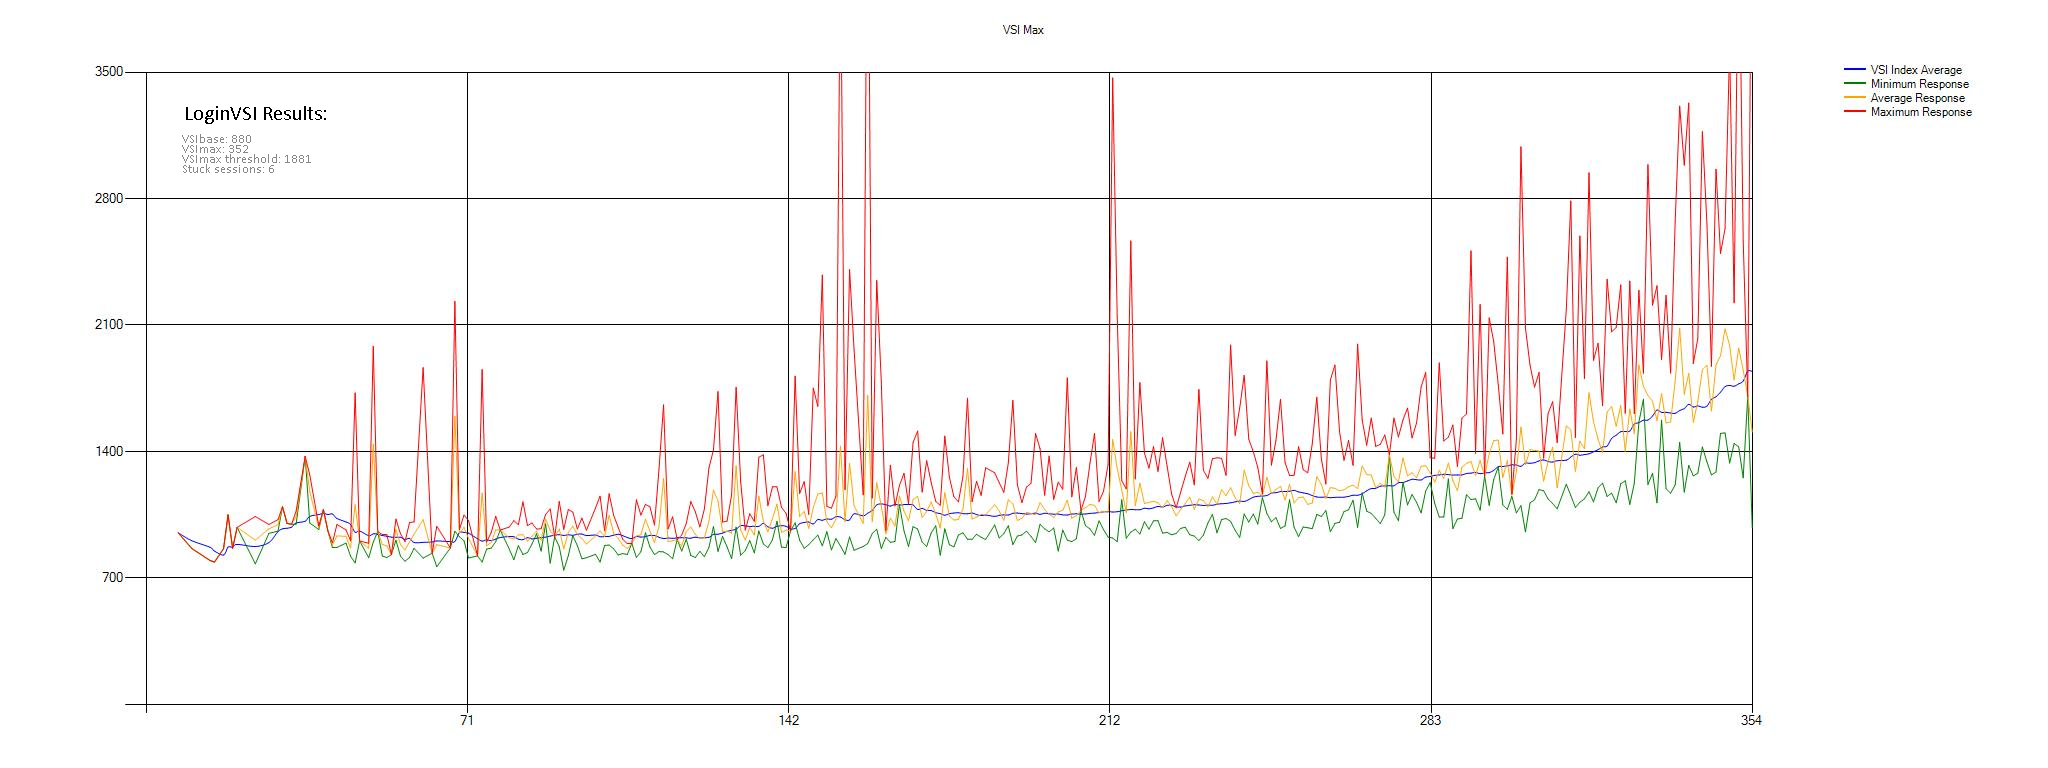 VSI Max
3500
2800
2100
1400
700
LoginVSI Results:
VSIbase: 880
VSImax: 352
VSImax threshold: 1881
Stuck sessions: 6
VSI Index Average
Minimum Response
Average Response
Maximum Response
71
142
212
283
354